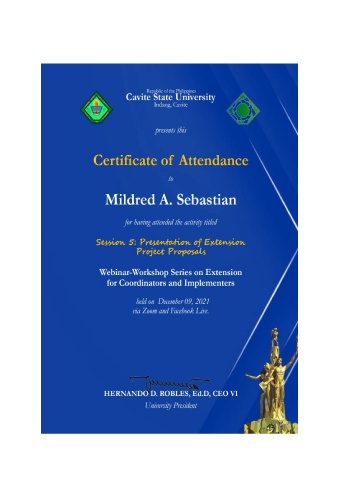 Republic of the Philippines
Cavite State University
Indang, Cavite
presents this
Certificate of Attendance
to
Mildred A. Sebastian
for having attended the activity titled
Session 5: Presentation of Extension
Project Proposals
Webinar-Workshop Series on Extension
for Coordinators and Implementers
held on December 09, 2021
via Zoom and Facebook Live.
HERNANDO D. ROBLES, Ed.D, CEO VI
University President